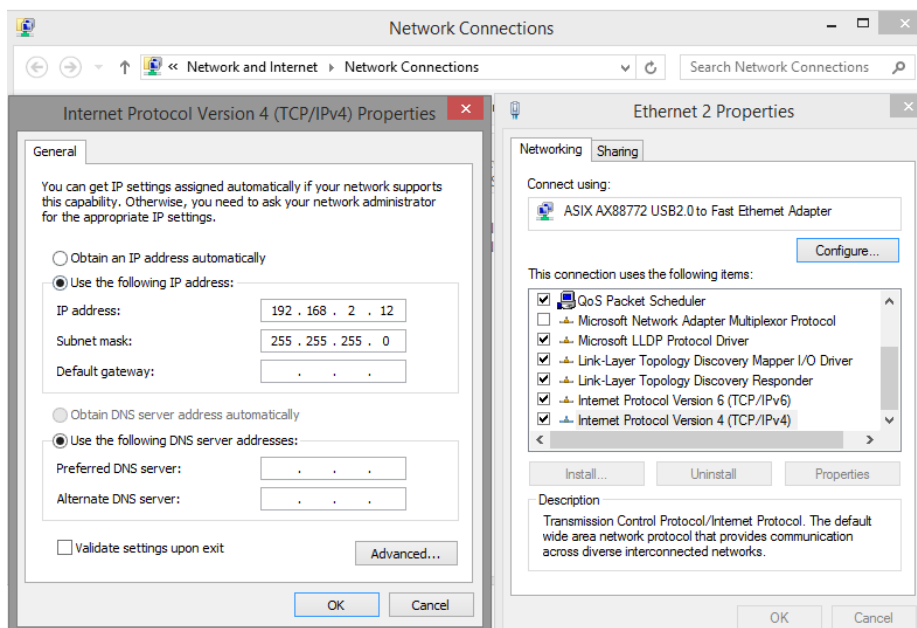 Network Connections
« Network and Internet Network Connections
Search Network Connections
Internet Protocol Version 4 (TCP/IPv4) Properties
General
You can get IP settings assigned automatically if your network supports
this capability. Otherwise, you need to ask your network administrator
for the appropriate IP settings.
Obtain an IP address automatically
Use the following IP address:
IP address: 192 . 168 . 2 . 12
Subnet mask: 255 . 255 . 255 . 0
Default gateway: . . .
Obtain DNS server address automatically
Use the following DNS server addresses:
Preferred DNS server: . . .
Alternate DNS server: . . .
Validate settings upon exit
Advanced...
OK Cancel
Ethernet 2 Properties
Networking Sharing
Connect using:
ASIX AX88772 USB2.0 to Fast Ethernet Adapter
Configure...
This connection uses the following items:
QoS Packet Scheduler
Microsoft Network Adapter Multiplexor Protocol
Microsoft LLDP Protocol Driver
Link-Layer Topology Discovery Mapper I/O Driver
Link-Layer Topology Discovery Responder
Internet Protocol Version 6 (TCP/IPv6)
Internet Protocol Version 4 (TCP/IPv4)
Install... Uninstall Properties
Description
Transmission Control Protocol/Internet Protocol. The default
wide area network protocol that provides communication
across diverse interconnected networks.
OK Cancel